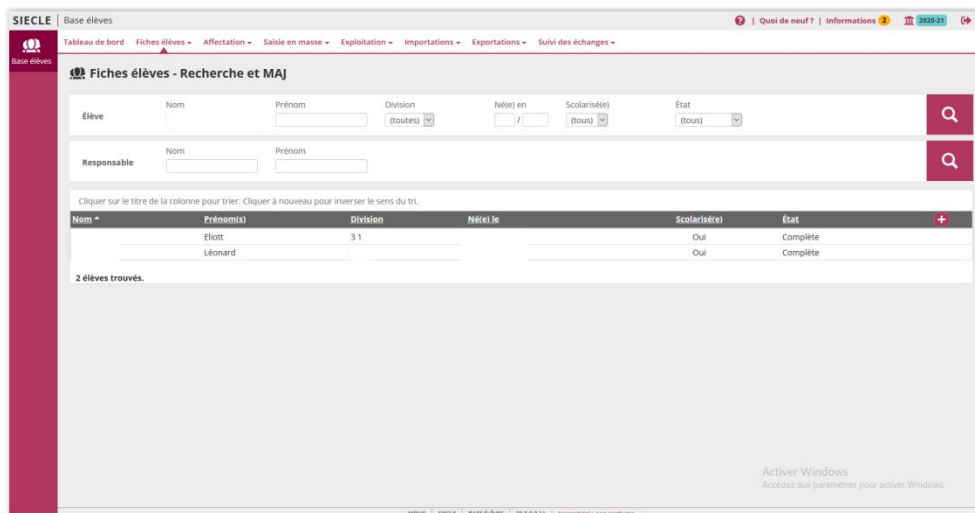 SIECLE | Base élèves
| Quoi de neuf ? | Informations 2 2020-21
Base élèves
Tableau de bord Fiches élèves Affectation Saisie en masse Exploitation Importations Exportations Suivi des échanges
Fiches élèves - Recherche et MAJ
Nom Prénom Division Né(e) en Scolarisé(e) État
Élève (toutes) / (tous) (tous)
Nom Prénom
Responsable
Cliquer sur le titre de la colonne pour trier. Cliquer à nouveau pour inverser le sens du tri.
Nom Prénom(s) Division Né(e) le Scolarisé(e) État +
Eliott 3 1 Oui Complète
Léonard Oui Complète
2 élèves trouvés.
Activer Windows
Accédez aux paramètres pour activer Windows.